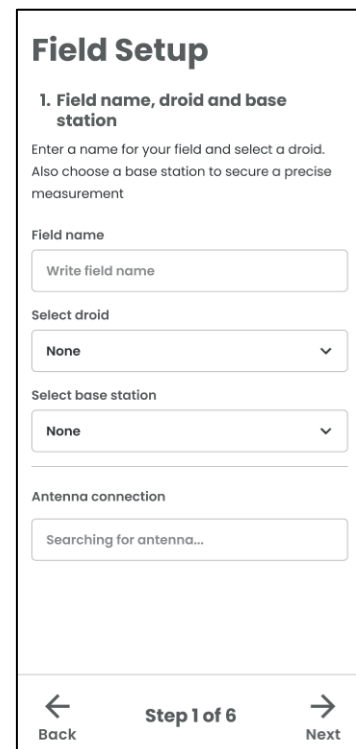 Field Setup
1. Field name, droid and base
station
Enter a name for your field and select a droid.
Also choose a base station to secure a precise
measurement
Field name
Write field name
Select droid
None
Select base station
None
Antenna connection
Searching for antenna...
Back
Step 1 of 6
Next